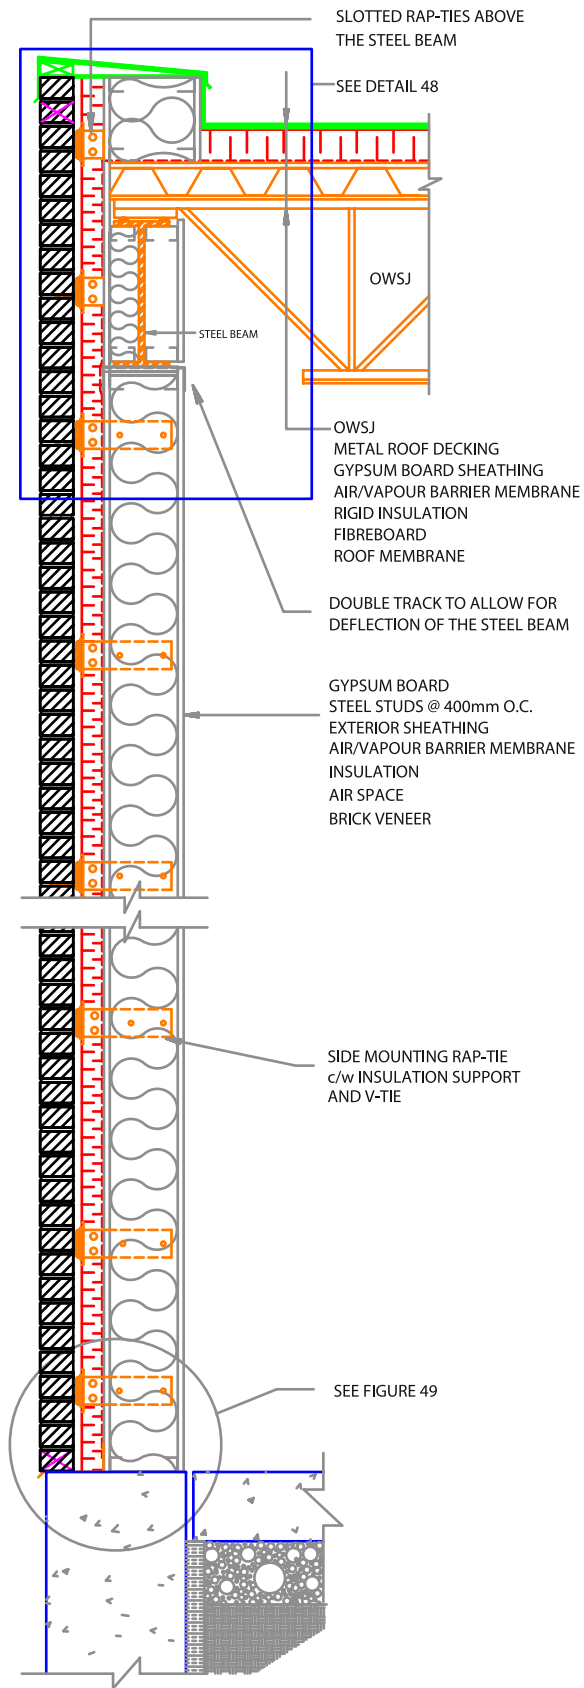 SLOTTED RAP-TIES ABOVE
THE STEEL BEAM
SEE DETAIL 48
OWSJ
STEEL BEAM
OWSJ
METAL ROOF DECKING
GYPSUM BOARD SHEATHING
AIR/VAPOUR BARRIER MEMBRANE
RIGID INSULATION
FIBREBOARD
ROOF MEMBRANE
DOUBLE TRACK TO ALLOW FOR
DEFLECTION OF THE STEEL BEAM
GYPSUM BOARD
STEEL STUDS @ 400mm O.C.
EXTERIOR SHEATHING
AIR/VAPOUR BARRIER MEMBRANE
INSULATION
AIR SPACE
BRICK VENEER
SIDE MOUNTING RAP-TIE
c/w INSULATION SUPPORT
AND V-TIE
SEE FIGURE 49